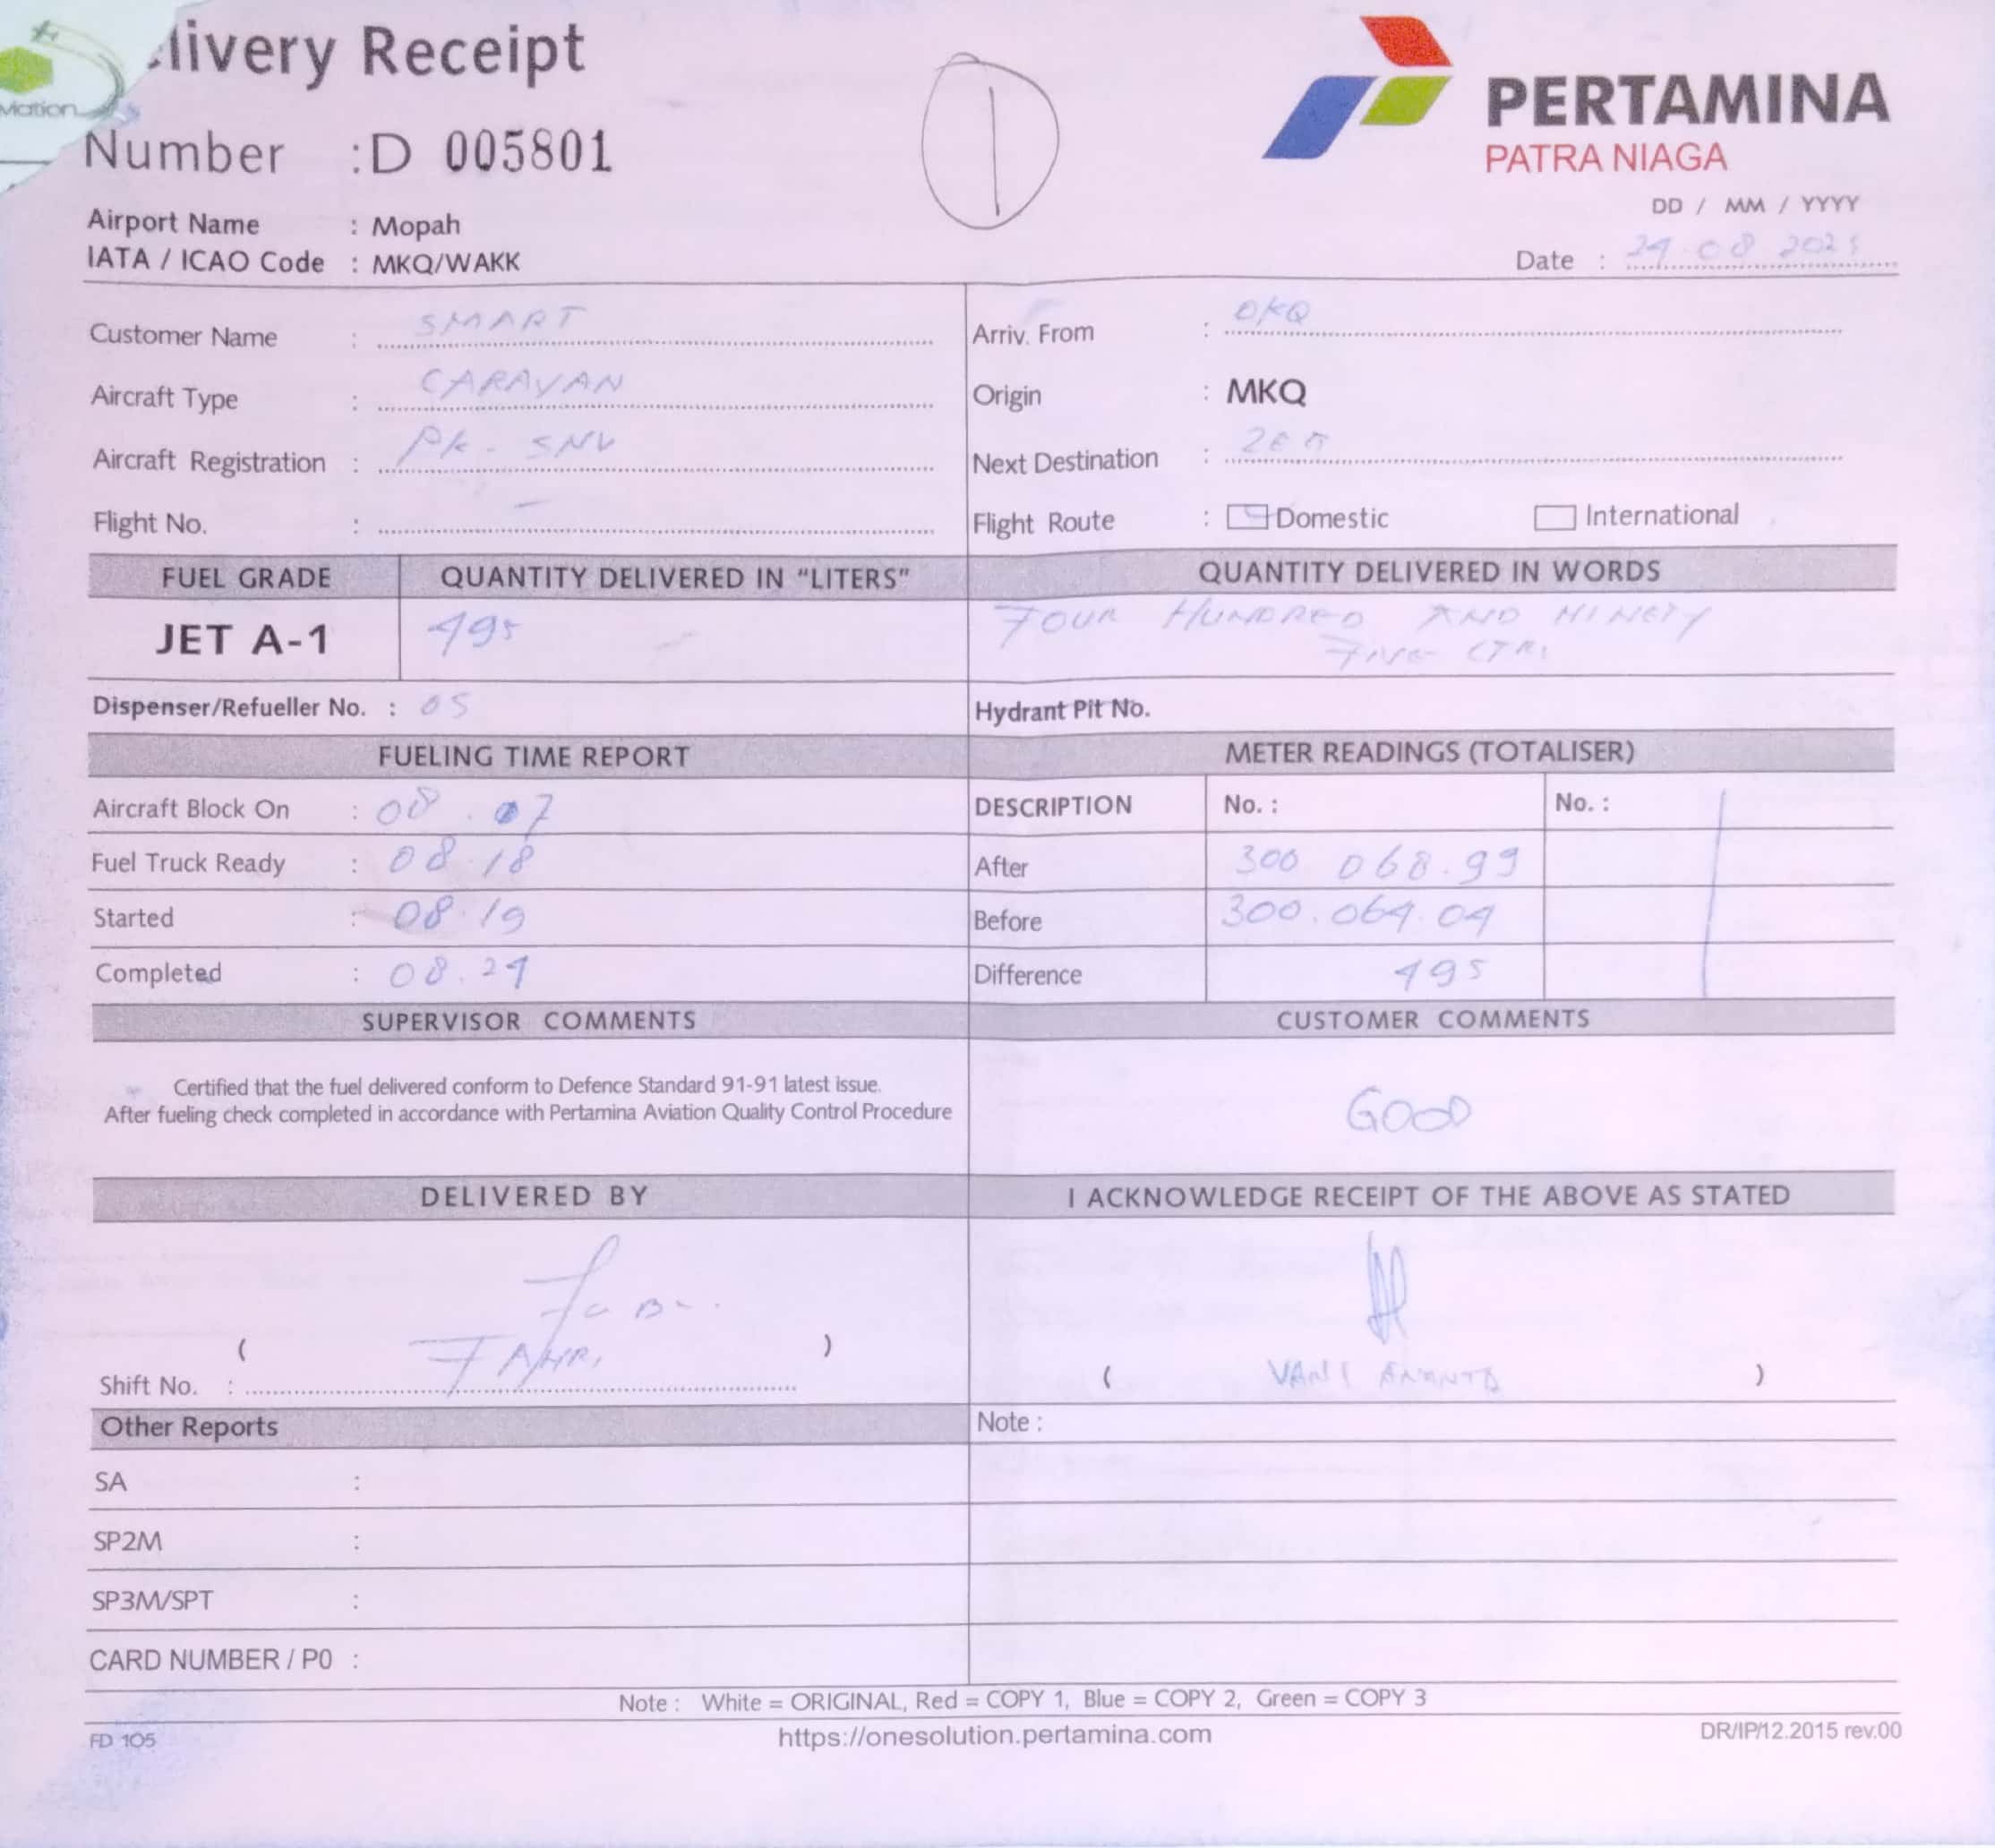 livery Receipt
Number : D 005801
1
PERTAMINA
PATRA NIAGA
Airport Name : Mopah
IATA / ICAO Code : MKQ/WAKK
DD / MM / YYYY
Date :
Customer Name : SMART
Aircraft Type : CARAVAN
Aircraft Registration : PK - SNV
Flight No. : -
Arriv. From : OKQ
Origin : MKQ
Next Destination :
Flight Route : Domestic International
FUEL GRADE QUANTITY DELIVERED IN "LITERS" QUANTITY DELIVERED IN WORDS
JET A-1 495 FOUR HUNDRED AND NINETY
FIVE LTR
Dispenser/Refueller No. : 05 Hydrant Pit No.
FUELING TIME REPORT METER READINGS (TOTALISER)
Aircraft Block On : 08.07 DESCRIPTION No. : No. :
Fuel Truck Ready : 08.18 After 300 068.99
Started : 08.19 Before 300.064.04
Completed : 08.24 Difference 495
SUPERVISOR COMMENTS CUSTOMER COMMENTS
Certified that the fuel delivered conform to Defence Standard 91-91 latest issue.
After fueling check completed in accordance with Pertamina Aviation Quality Control Procedure
GOOD
DELIVERED BY I ACKNOWLEDGE RECEIPT OF THE ABOVE AS STATED
( FAHRI )
Shift No. :
( VANI ANANTA )
Other Reports Note :
SA :
SP2M :
SP3M/SPT :
CARD NUMBER / P0 :
Note : White = ORIGINAL, Red = COPY 1, Blue = COPY 2, Green = COPY 3
FD 105 https://onesolution.pertamina.com DR/IP/12.2015 rev.00